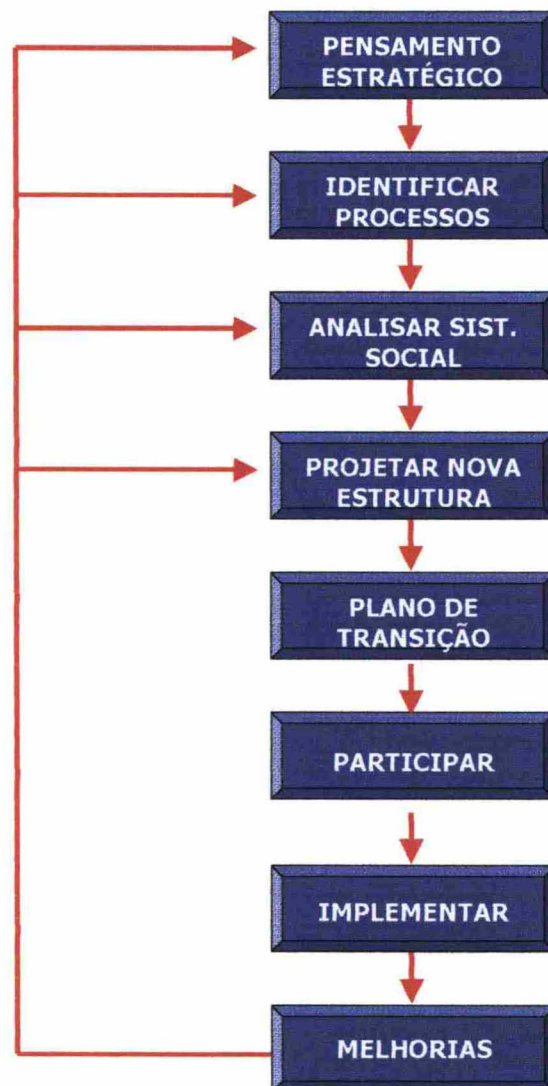 PENSAMENTO
ESTRATÉGICO
IDENTIFICAR
PROCESSOS
ANALISAR SIST.
SOCIAL
PROJETAR NOVA
ESTRUTURA
PLANO DE
TRANSIÇÃO
PARTICIPAR
IMPLEMENTAR
MELHORIAS